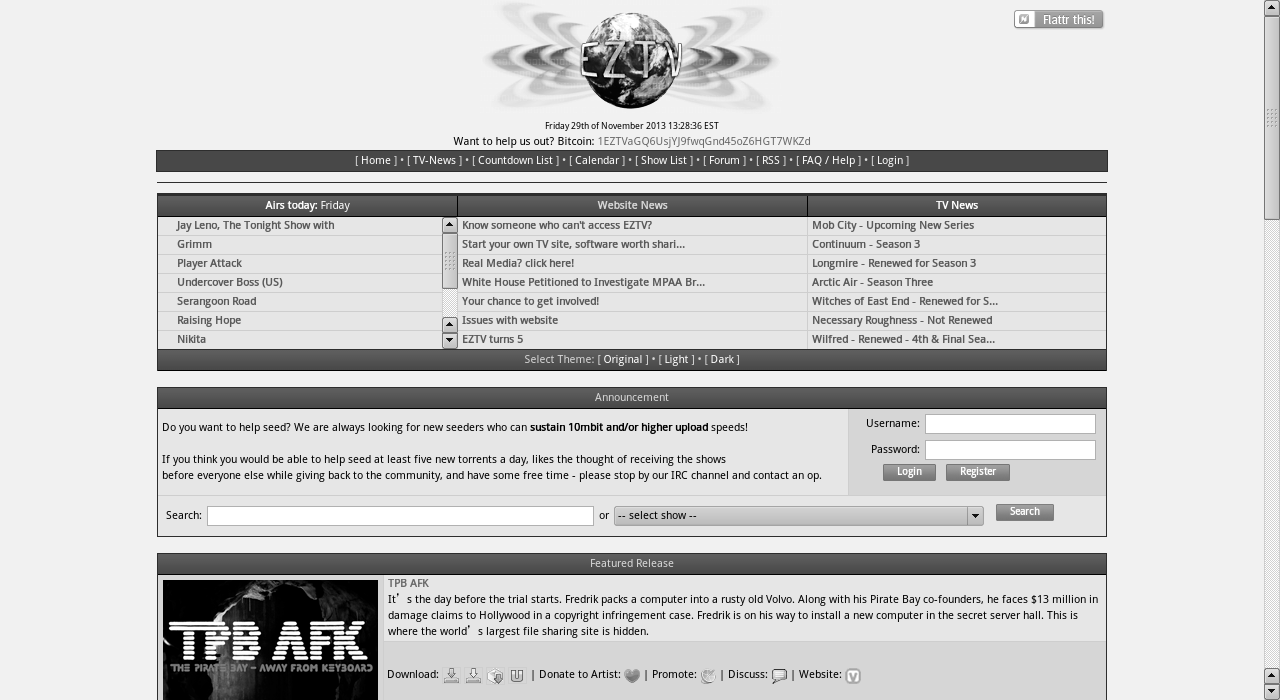 Flattr this!
EZTV
Friday 29th of November 2013 13:28:36 EST
Want to help us out? Bitcoin: 1EZTVaGQ6UsjYJ9fwqGnd45oZ6HGT7WKZd
[ Home ] • [ TV-News ] • [ Countdown List ] • [ Calendar ] • [ Show List ] • [ Forum ] • [ RSS ] • [ FAQ / Help ] • [ Login ]
Airs today: Friday
Jay Leno, The Tonight Show with
Grimm
Player Attack
Undercover Boss (US)
Serangoon Road
Raising Hope
Nikita
Website News
Know someone who can't access EZTV?
Start your own TV site, software worth shari...
Real Media? click here!
White House Petitioned to Investigate MPAA Br...
Your chance to get involved!
Issues with website
EZTV turns 5
TV News
Mob City - Upcoming New Series
Continuum - Season 3
Longmire - Renewed for Season 3
Arctic Air - Season Three
Witches of East End - Renewed for S...
Necessary Roughness - Not Renewed
Wilfred - Renewed - 4th & Final Sea...
Select Theme: [ Original ] • [ Light ] • [ Dark ]
Announcement
Do you want to help seed? We are always looking for new seeders who can sustain 10mbit and/or higher upload speeds!
If you think you would be able to help seed at least five new torrents a day, likes the thought of receiving the shows
before everyone else while giving back to the community, and have some free time - please stop by our IRC channel and contact an op.
Username:
Password:
Login Register
Search: or -- select show -- Search
Featured Release
TPB AFK
THE PIRATE BAY - AWAY FROM KEYBOARD
TPB AFK
It’s the day before the trial starts. Fredrik packs a computer into a rusty old Volvo. Along with his Pirate Bay co-founders, he faces $13 million in
damage claims to Hollywood in a copyright infringement case. Fredrik is on his way to install a new computer in the secret server hall. This is
where the world’s largest file sharing site is hidden.
Download: | Donate to Artist: | Promote: | Discuss: | Website: